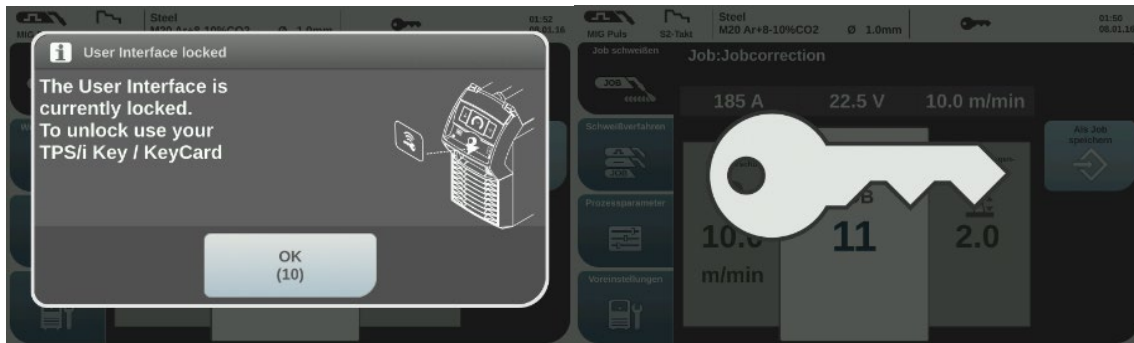 Steel
01:52
MIG
M20 Ar+8-10%CO2 Ø 1.0mm
08.01.16
User Interface locked
The User Interface is
currently locked.
To unlock use your
TPS/i Key / KeyCard
OK
(10)
Steel
01:50
MIG Puls
S2-Takt
M20 Ar+8-10%CO2 Ø 1.0mm
08.01.16
Job schweißen
Job:Jobcorrection
JOB
185 A 22.5 V 10.0 m/min
Schweißverfahren
Als Job
speichern
JOB
Prozessparameter
10.0
11
2.0
m/min
Voreinstellungen